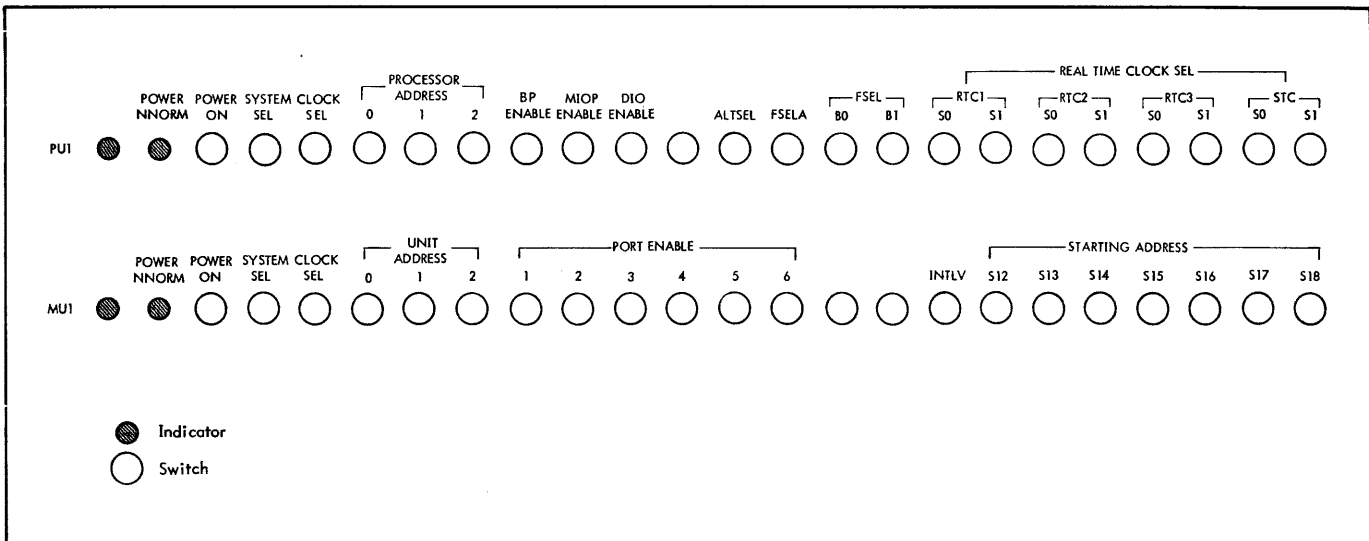 REAL TIME CLOCK SEL
PROCESSOR ADDRESS
FSEL RTC1 RTC2 RTC3 STC
POWER NNORM POWER ON SYSTEM SEL CLOCK SEL 0 1 2 BP ENABLE MIOP ENABLE DIO ENABLE ALTSEL FSELA B0 B1 S0 S1 S0 S1 S0 S1 S0 S1
PU1
UNIT ADDRESS PORT ENABLE STARTING ADDRESS
POWER NNORM POWER ON SYSTEM SEL CLOCK SEL 0 1 2 1 2 3 4 5 6 INTLV S12 S13 S14 S15 S16 S17 S18
MU1
Indicator
Switch